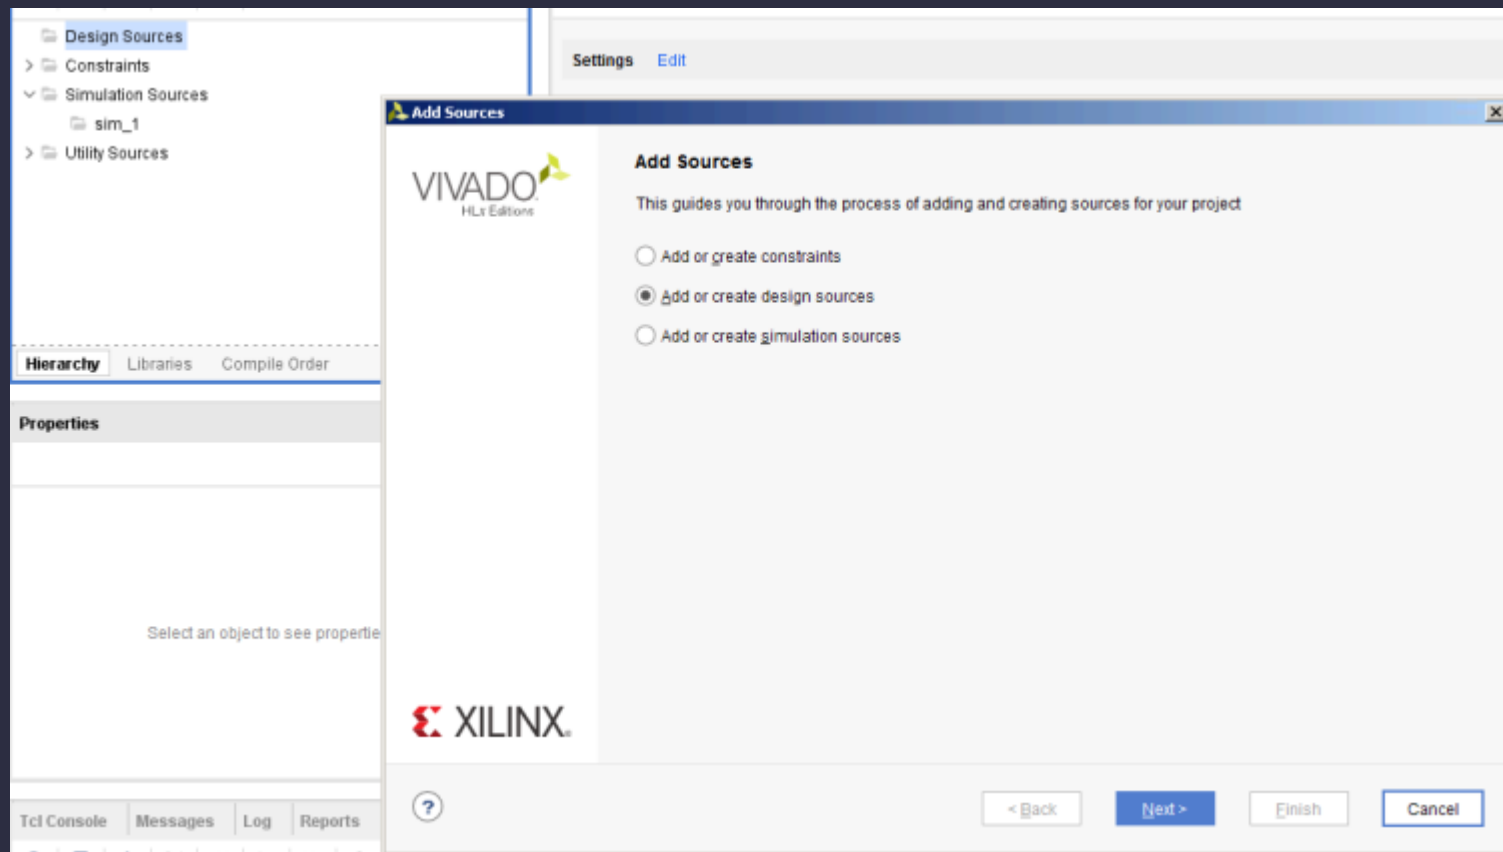 Design Sources
Constraints
Simulation Sources
sim_1
Utility Sources
Hierarchy Libraries Compile Order
Properties
Select an object to see propertie
Tcl Console Messages Log Reports
Settings Edit
Add Sources
VIVADO
HLx Editions
XILINX
Add Sources
This guides you through the process of adding and creating sources for your project
Add or create constraints
Add or create design sources
Add or create simulation sources
?
< Back Next > Finish Cancel